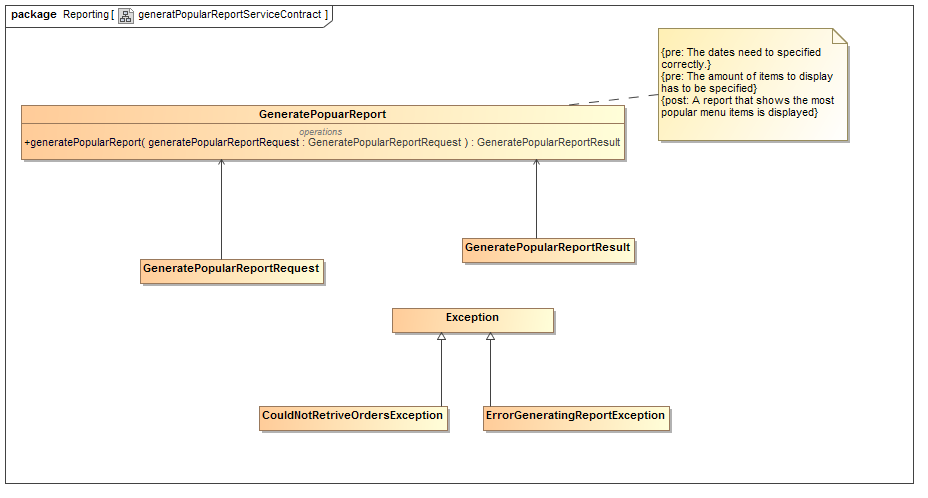 package Reporting [ generatPopularReportServiceContract ]
{pre: The dates need to specified
correctly.}
{pre: The amount of items to display
has to be specified}
{post: A report that shows the most
popular menu items is displayed}
GeneratePopuarReport
operations
+generatePopularReport( generatePopularReportRequest : GeneratePopularReportRequest ) : GeneratePopularReportResult
GeneratePopularReportResult
GeneratePopularReportRequest
Exception
CouldNotRetriveOrdersException
ErrorGeneratingReportException